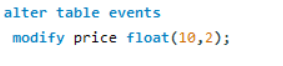 alter table events
modify price float(10,2);